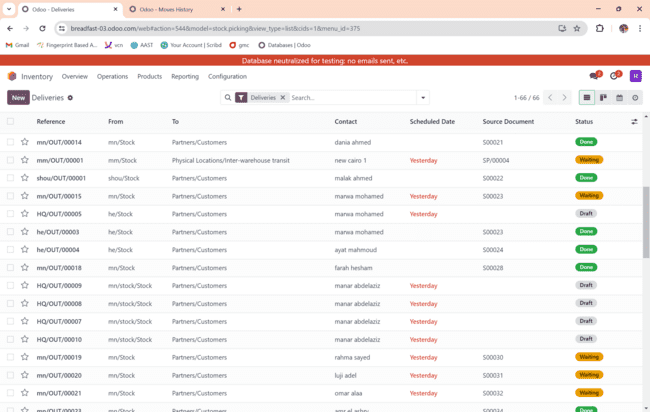 Odoo - Deliveries
Odoo - Moves History
breadfast-03.odoo.com/web#action=544&model=stock.picking&view_type=list&cids=1&menu_id=375
Gmail Fingerprint Based A... ucn AAST Your Account | Scribd gmc Databases | Odoo
Database neutralized for testing: no emails sent, etc.
Inventory Overview Operations Products Reporting Configuration
New Deliveries Deliveries Search... 1-66 / 66
Reference From To Contact Scheduled Date Source Document Status
mn/OUT/00014 mn/Stock Partners/Customers dania ahmed S00021 Done
mm/OUT/00001 mn/Stock Physical Locations/Inter-warehouse transit new cairo 1 Yesterday SP/00004 Waiting
shou/OUT/00001 shou/Stock Partners/Customers malak ahmed S00022 Done
mn/OUT/00015 mn/Stock Partners/Customers marwa mohamed Yesterday S00023 Waiting
HQ/OUT/00005 he/Stock Partners/Customers marwa mohamed Yesterday Draft
he/OUT/00003 he/Stock Partners/Customers marwa mohamed S00023 Done
he/OUT/00004 he/Stock Partners/Customers ayat mahmoud S00024 Done
mn/OUT/00018 mn/Stock Partners/Customers farah hesham S00028 Done
HQ/OUT/00009 mn/stock/Stock Partners/Customers manar abdelaziz Yesterday Draft
HQ/OUT/00008 mn/stock/Stock Partners/Customers manar abdelaziz Yesterday Draft
HQ/OUT/00007 mn/stock/Stock Partners/Customers manar abdelaziz Yesterday Draft
HQ/OUT/00010 mn/stock/Stock Partners/Customers manar abdelaziz Yesterday Draft
mn/OUT/00019 mn/Stock Partners/Customers rahma sayed Yesterday S00030 Waiting
mn/OUT/00020 mn/Stock Partners/Customers luji adel Yesterday S00031 Waiting
mn/OUT/00021 mn/Stock Partners/Customers omar alaa Yesterday S00032 Waiting